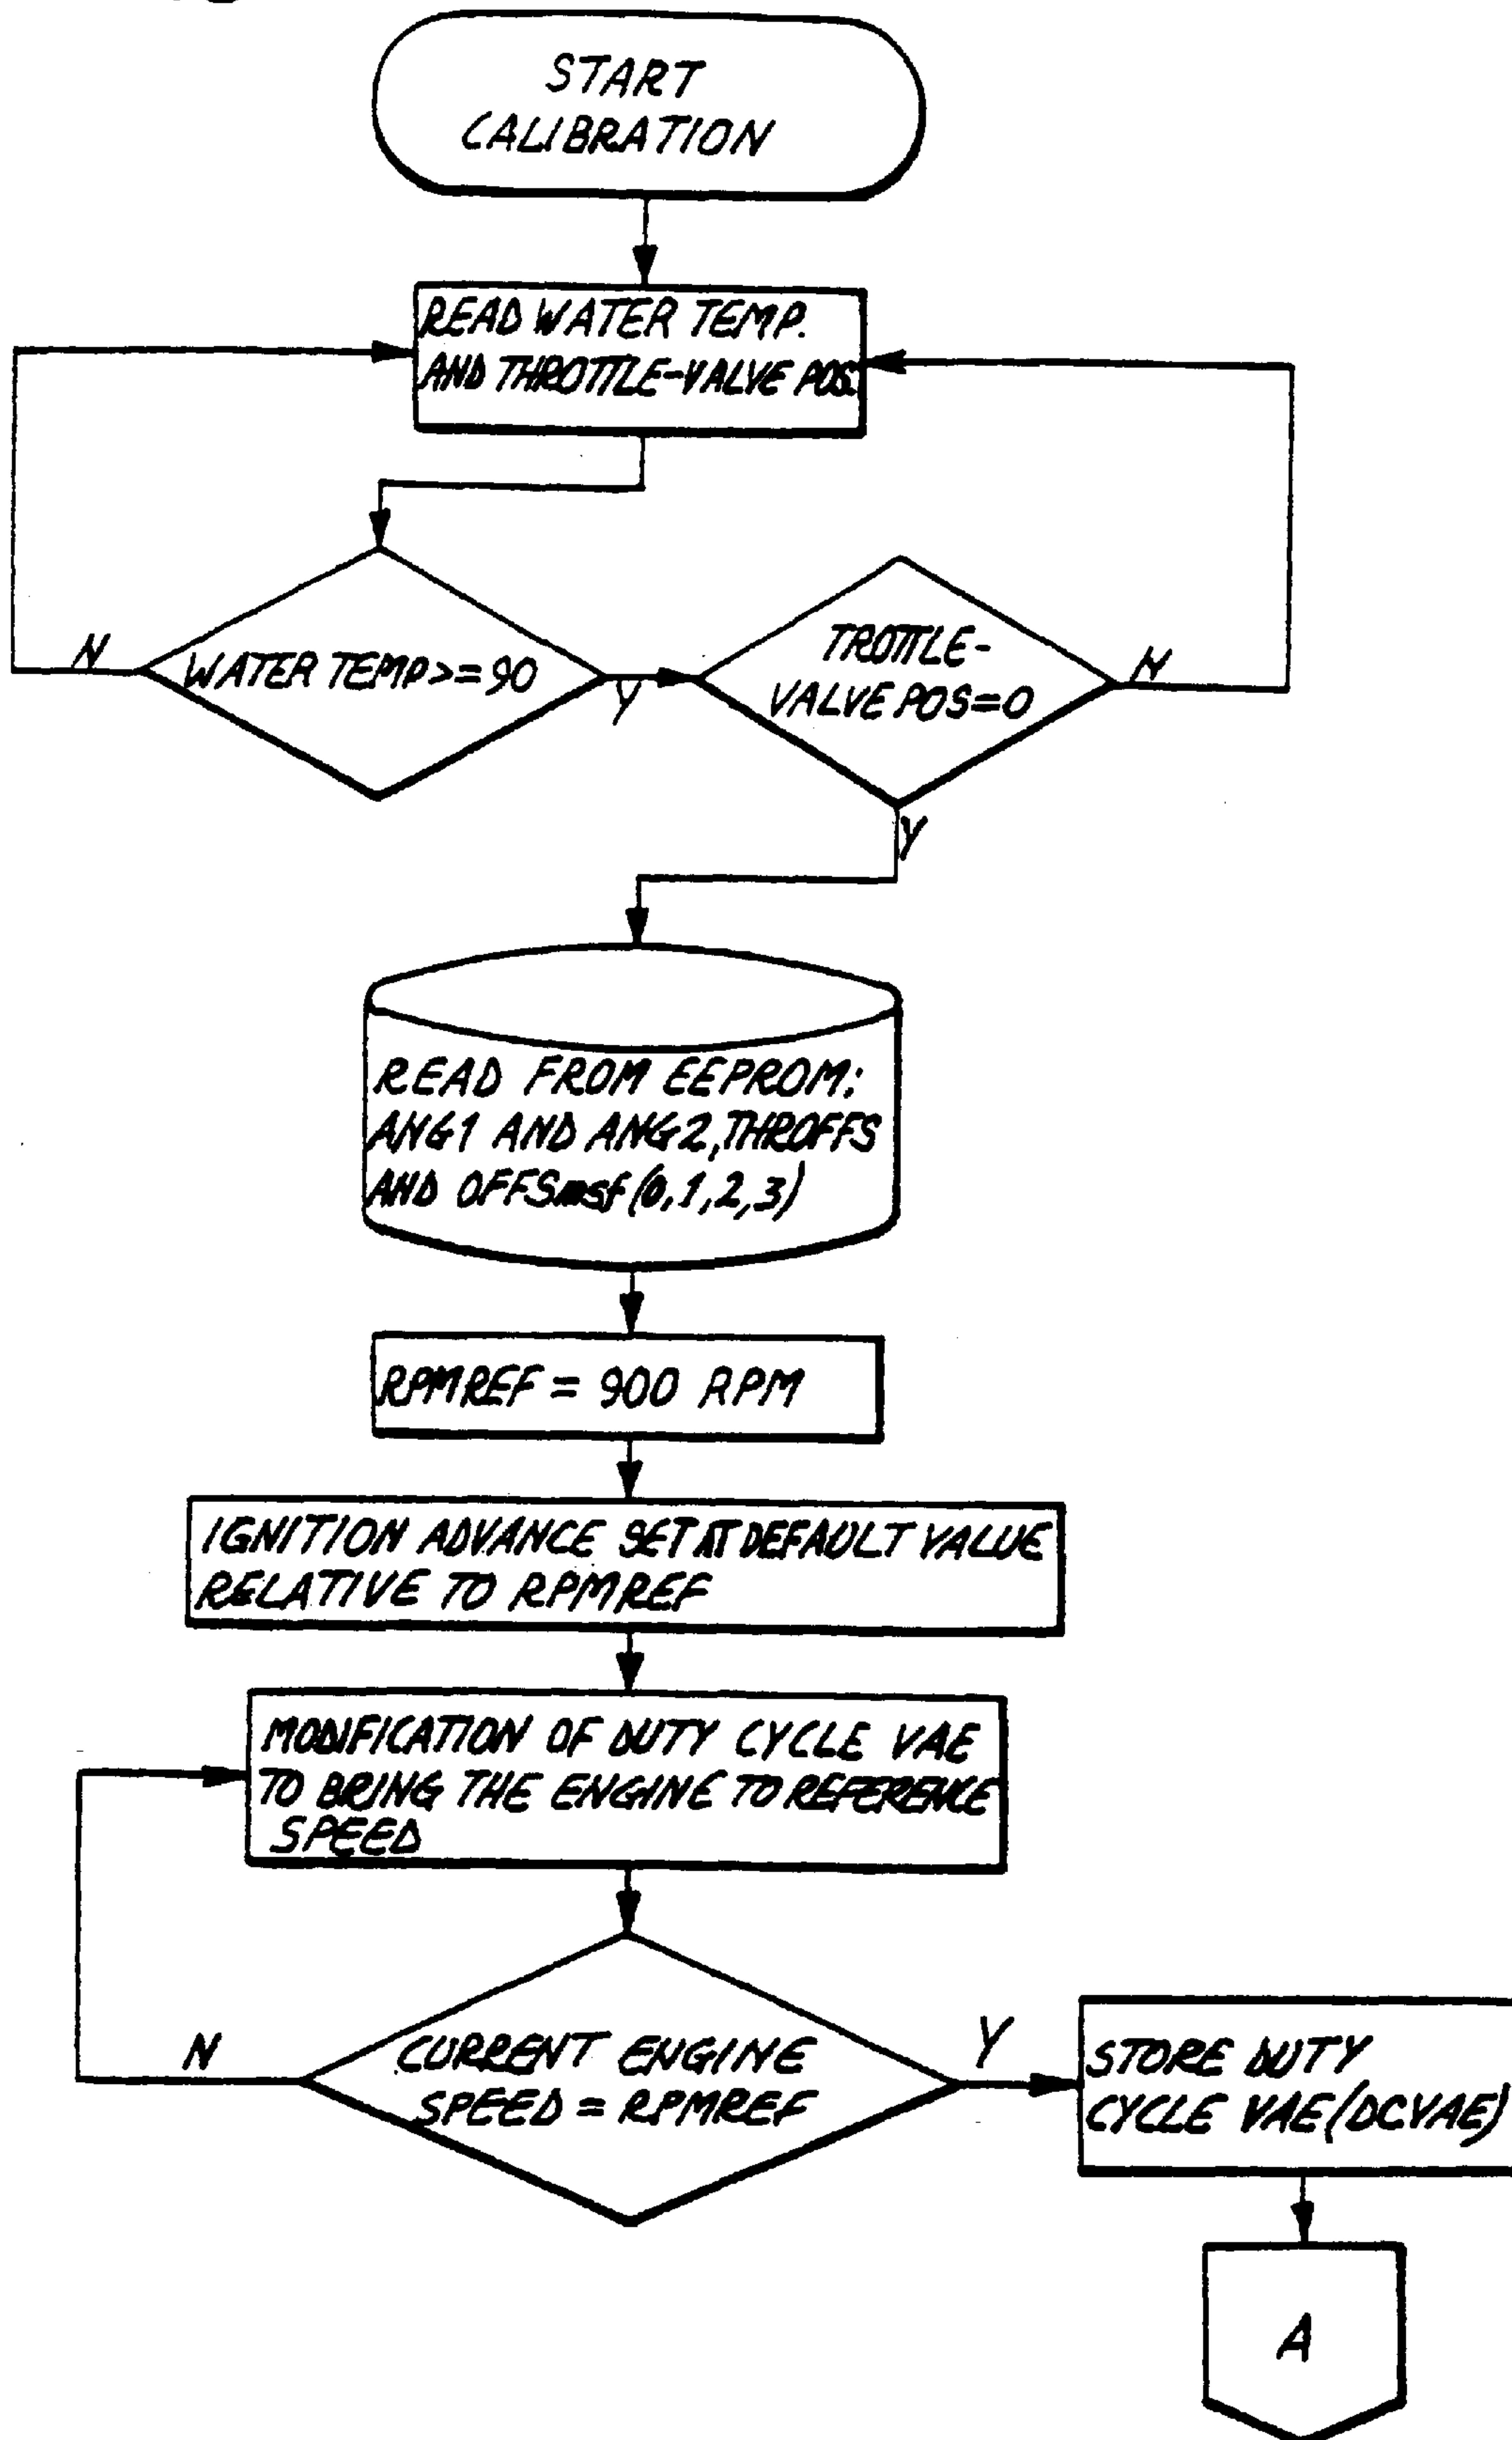 START
CALIBRATION
READ WATER TEMP.
AND THROTTLE-VALVE POS.
N
WATER TEMP>=90
Y
TROTTLE-
VALVE POS=0
N
Y
READ FROM EEPROM:
ANG1 AND ANG2, THROFFS
AND OFFSmsf (0,1,2,3)
RPMREF = 900 RPM
IGNITION ADVANCE SET AT DEFAULT VALUE
RELATIVE TO RPMREF
MODIFICATION OF DUTY CYCLE VAE
TO BRING THE ENGINE TO REFERENCE
SPEED
N
CURRENT ENGINE
SPEED = RPMREF
Y
STORE DUTY
CYCLE VAE (DCVAE)
A